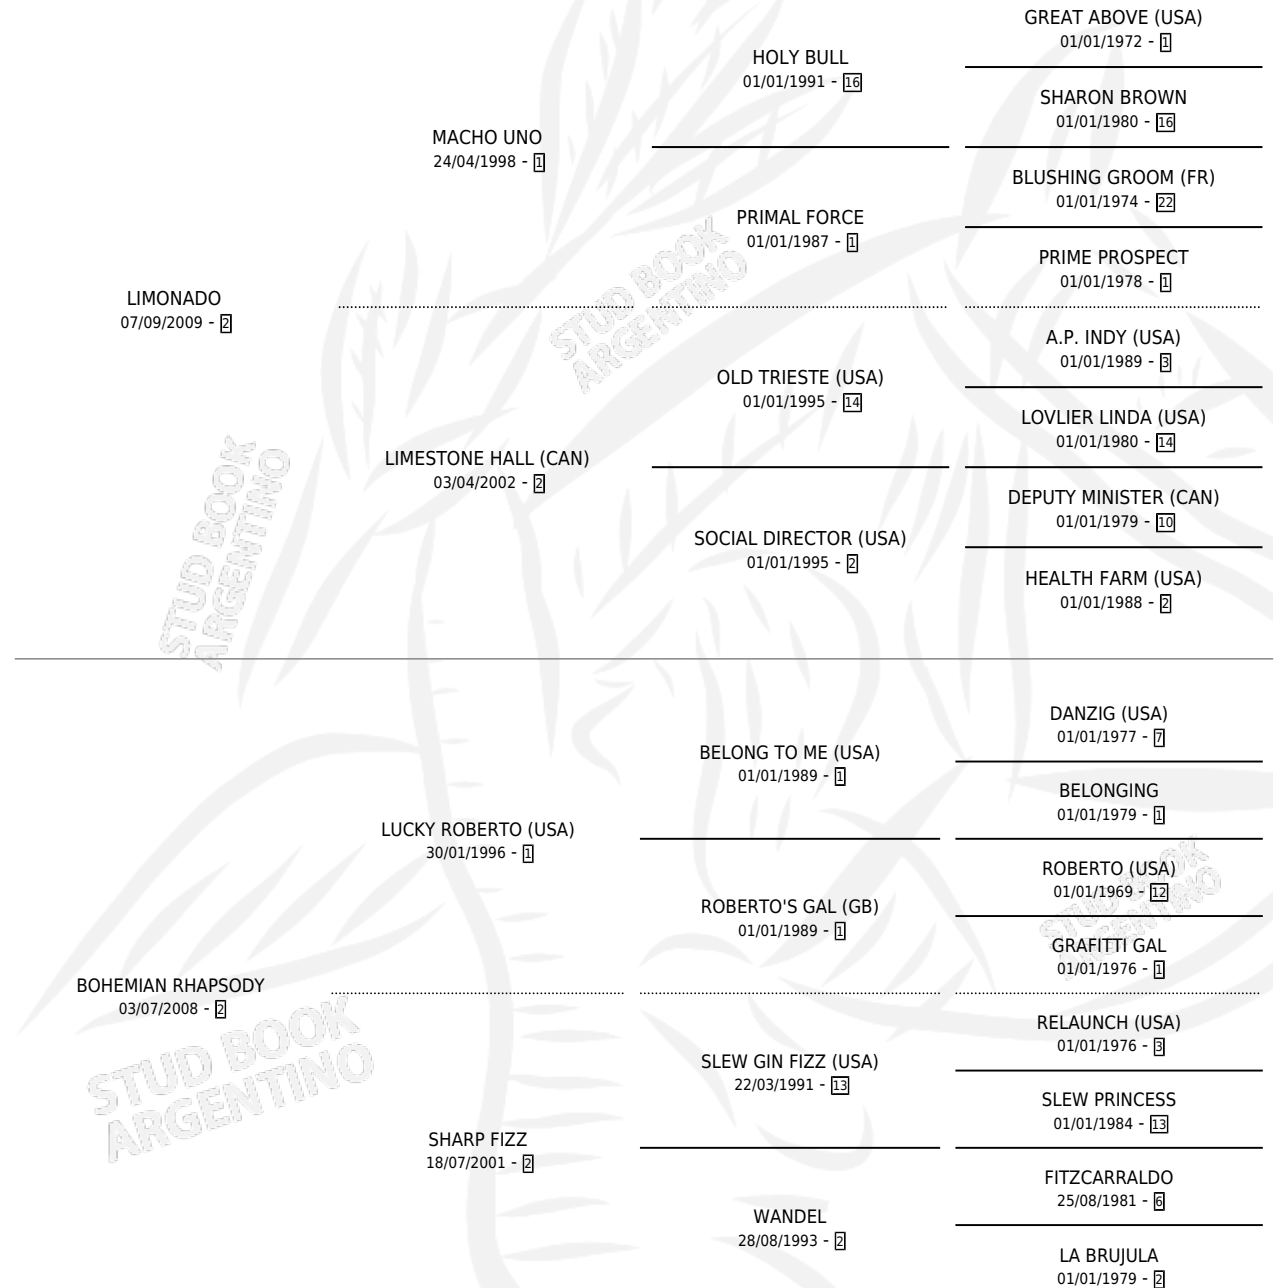 GREAT ABOVE (USA)
01/01/1972 - 1
HOLY BULL
01/01/1991 - 16
SHARON BROWN
01/01/1980 - 16
MACHO UNO
24/04/1998 - 1
BLUSHING GROOM (FR)
01/01/1974 - 22
PRIMAL FORCE
01/01/1987 - 1
PRIME PROSPECT
01/01/1978 - 1
LIMONADO
07/09/2009 - 2
A.P. INDY (USA)
01/01/1989 - 3
OLD TRIESTE (USA)
01/01/1995 - 14
LOVLIER LINDA (USA)
01/01/1980 - 14
LIMESTONE HALL (CAN)
03/04/2002 - 2
DEPUTY MINISTER (CAN)
01/01/1979 - 10
SOCIAL DIRECTOR (USA)
01/01/1995 - 2
HEALTH FARM (USA)
01/01/1988 - 2
STUD BOOK
ARGENTINO
STUD BOOK
ARGENTINO
DANZIG (USA)
01/01/1977 - 7
BELONG TO ME (USA)
01/01/1989 - 1
BELONGING
01/01/1979 - 1
LUCKY ROBERTO (USA)
30/01/1996 - 1
ROBERTO (USA)
01/01/1969 - 12
ROBERTO'S GAL (GB)
01/01/1989 - 1
GRAFITTI GAL
01/01/1976 - 1
STUD BOOK
ARGENTINO
BOHEMIAN RHAPSODY
03/07/2008 - 2
RELAUNCH (USA)
01/01/1976 - 3
SLEW GIN FIZZ (USA)
22/03/1991 - 13
SLEW PRINCESS
01/01/1984 - 13
SHARP FIZZ
18/07/2001 - 2
FITZCARRALDO
25/08/1981 - 6
WANDEL
28/08/1993 - 2
LA BRUJULA
01/01/1979 - 2
STUD BOOK
ARGENTINO